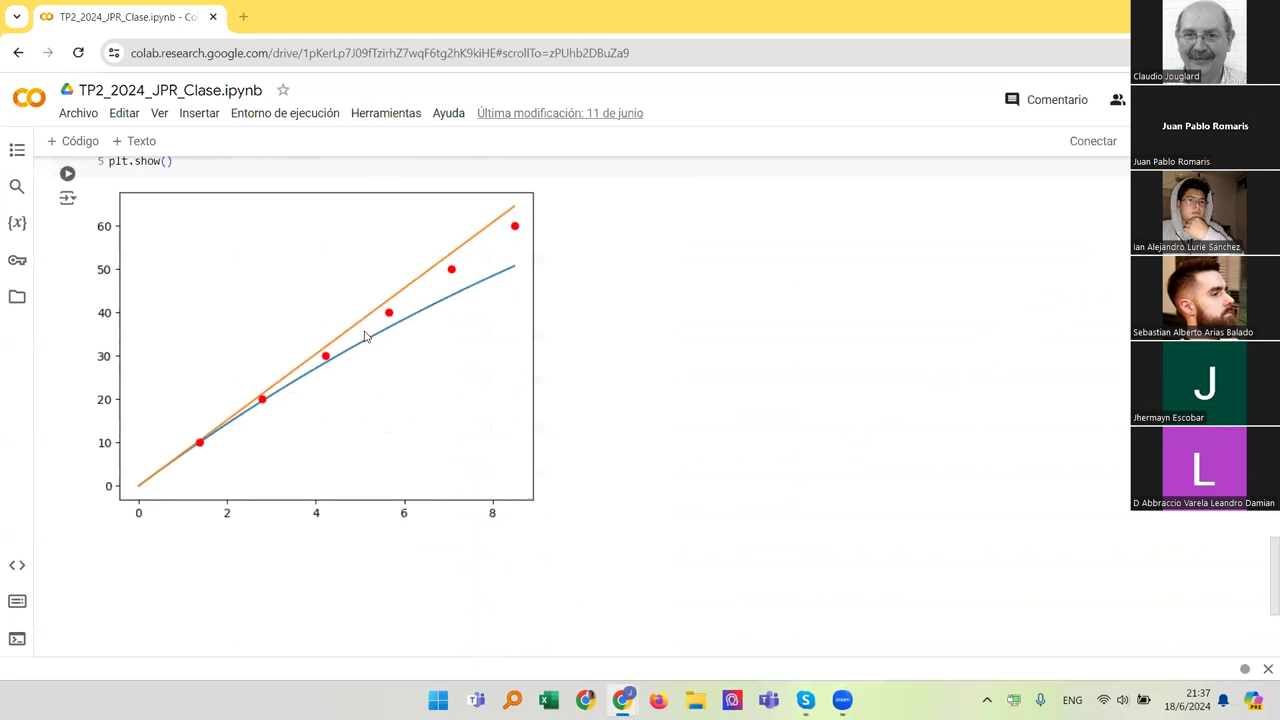 TP2_2024_JPR_Clase.ipynb - Co
colab.research.google.com/drive/1pKerLp7J09fTzirhZ7wqF6tg2hK9kiHE#scrollTo=zPUhb2DBuZa9
TP2_2024_JPR_Clase.ipynb
Archivo Editar Ver Insertar Entorno de ejecución Herramientas Ayuda Última modificación: 11 de junio
Comentario
+ Código + Texto
Conectar
5 plt.show()
60
50
40
30
20
10
0
0 2 4 6 8
Claudio Jouglard
Juan Pablo Romaris
Juan Pablo Romaris
Ian Alejandro Lurie Sánchez
Sebastian Alberto Arias Balado
J
Jhermayn Escobar
L
D Abbraccio Varela Leandro Damian
ENG
21:37
18/6/2024